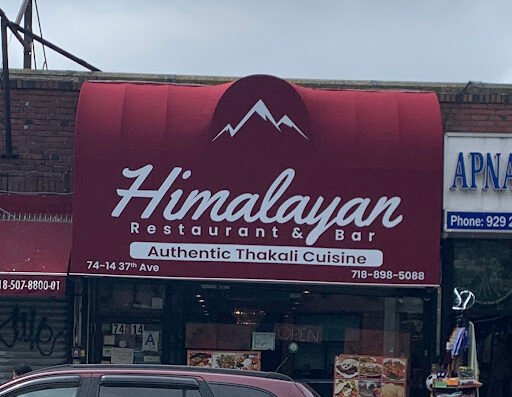 Himalayan
Restaurant & Bar
Authentic Thakali Cuisine
74-14 37th Ave
718-898-5088
APNA
Phone: 929 2
18-507-8800-01
74 14
A
OPEN